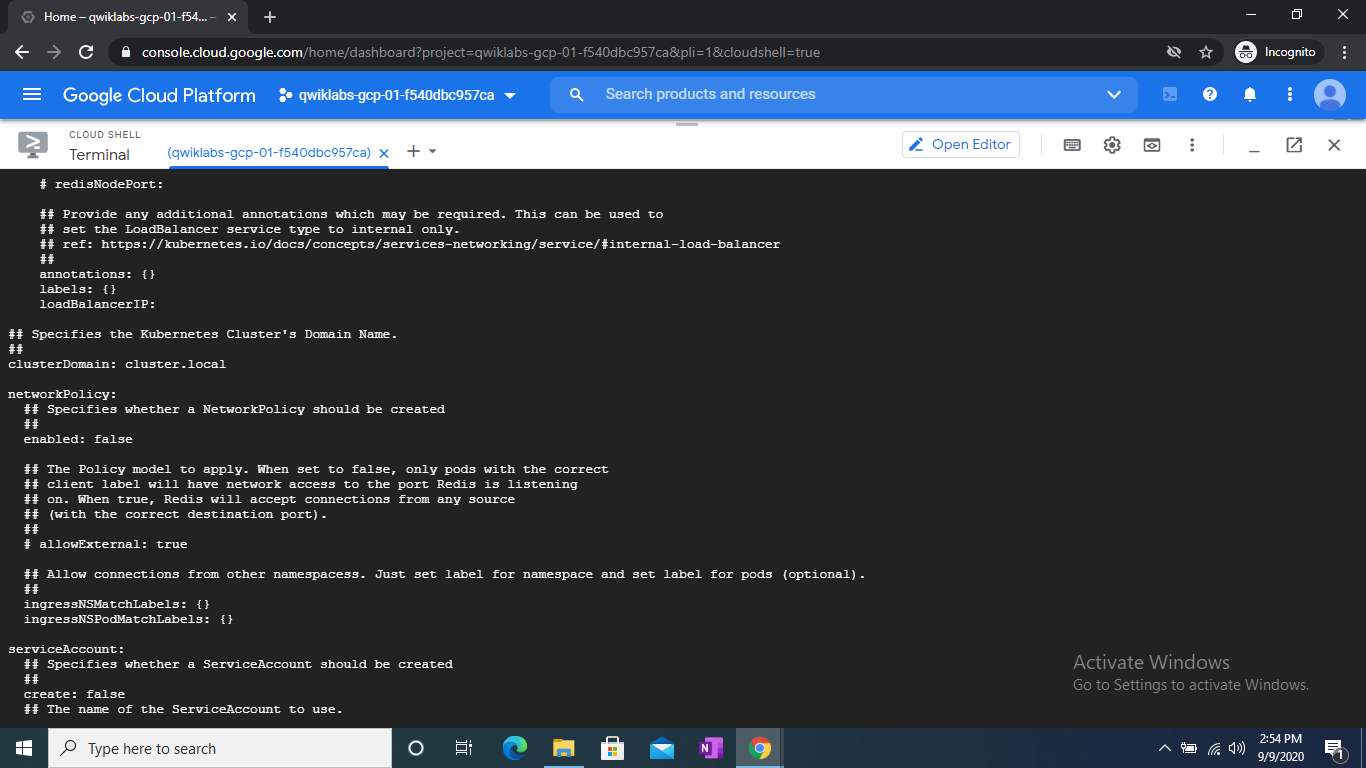 Home – qwiklabs-gcp-01-f54... –
console.cloud.google.com/home/dashboard?project=qwiklabs-gcp-01-f540dbc957ca&pli=1&cloudshell=true
Incognito
Google Cloud Platform
qwiklabs-gcp-01-f540dbc957ca
Search products and resources
CLOUD SHELL
Terminal
(qwiklabs-gcp-01-f540dbc957ca)
Open Editor
# redisNodePort:
## Provide any additional annotations which may be required. This can be used to
## set the LoadBalancer service type to internal only.
## ref: https://kubernetes.io/docs/concepts/services-networking/service/#internal-load-balancer
##
annotations: {}
labels: {}
loadBalancerIP:
## Specifies the Kubernetes Cluster's Domain Name.
##
clusterDomain: cluster.local
networkPolicy:
## Specifies whether a NetworkPolicy should be created
##
enabled: false
## The Policy model to apply. When set to false, only pods with the correct
## client label will have network access to the port Redis is listening
## on. When true, Redis will accept connections from any source
## (with the correct destination port).
##
# allowExternal: true
## Allow connections from other namespacess. Just set label for namespace and set label for pods (optional).
##
ingressNSMatchLabels: {}
ingressNSPodMatchLabels: {}
serviceAccount:
## Specifies whether a ServiceAccount should be created
##
create: false
## The name of the ServiceAccount to use.
Activate Windows
Go to Settings to activate Windows.
Type here to search
N
2:54 PM
9/9/2020
1